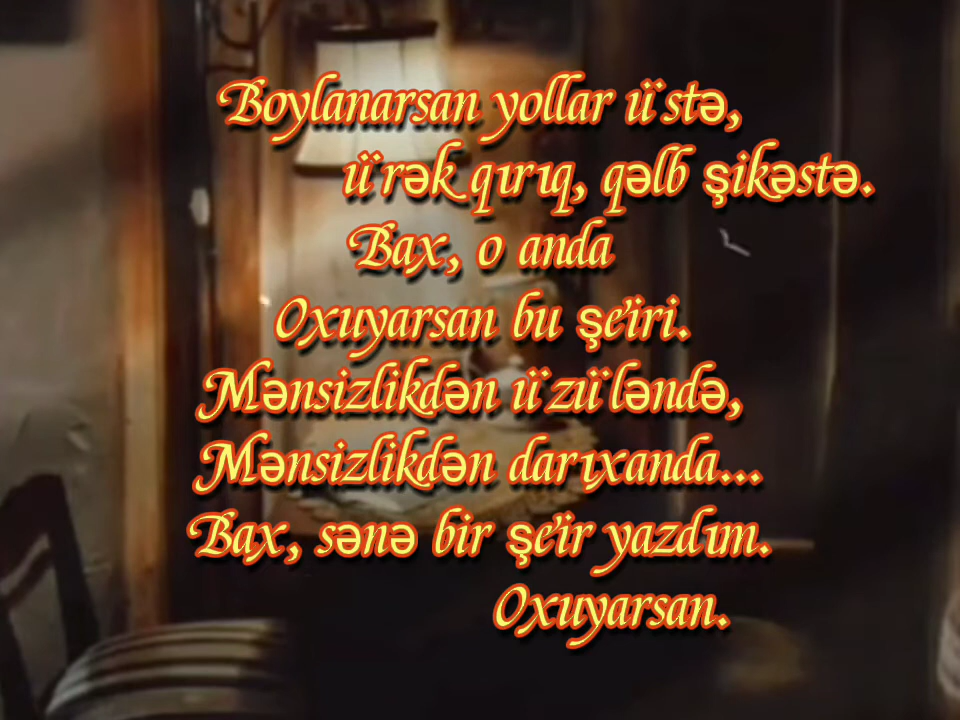 Boylanarsan yollar üstə,
ürək qırıq, qəlb şikəstə.
Bax, o anda
Oxuyarsan bu şe'iri.
Mənsizlikdən üzüləndə,
Mənsizlikdən darıxanda...
Bax, sənə bir şe'ir yazdım.
Oxuyarsan.